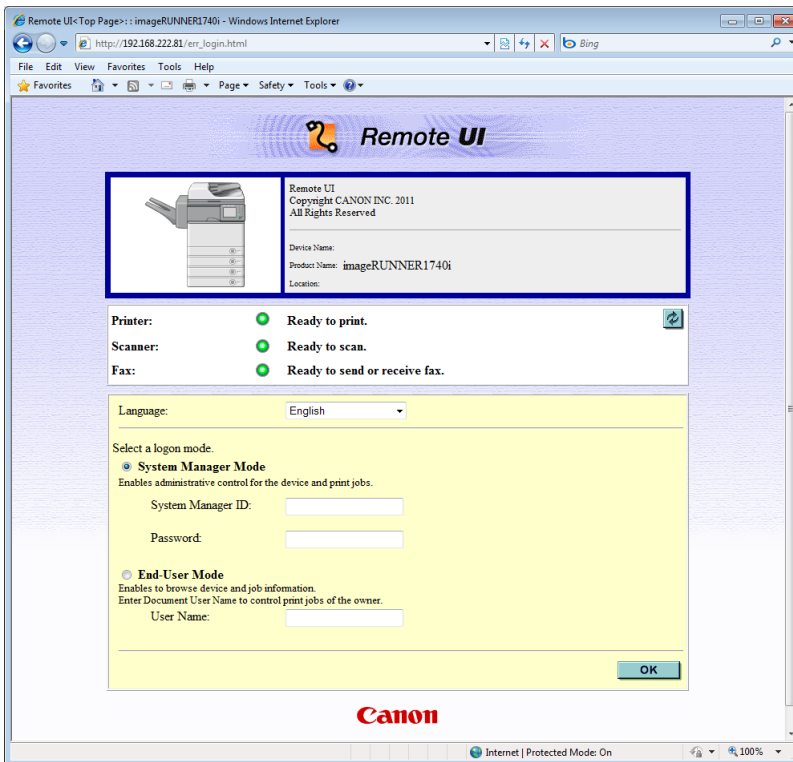 Remote UI<Top Page>: : imageRUNNER1740i - Windows Internet Explorer
http://192.168.222.81/err_login.html
Bing
File Edit View Favorites Tools Help
Favorites Page Safety Tools
Remote UI
Remote UI
Copyright CANON INC. 2011
All Rights Reserved
Device Name:
Product Name: imageRUNNER1740i
Location:
Printer: Ready to print.
Scanner: Ready to scan.
Fax: Ready to send or receive fax.
Language: English
Select a logon mode.
System Manager Mode
Enables administrative control for the device and print jobs.
System Manager ID:
Password:
End-User Mode
Enables to browse device and job information.
Enter Document User Name to control print jobs of the owner.
User Name:
OK
Canon
Internet | Protected Mode: On 100%